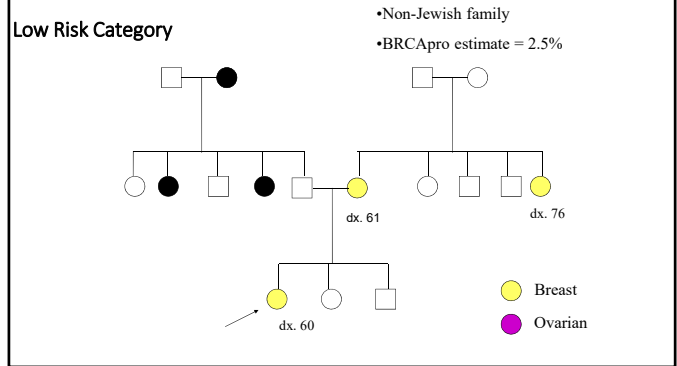 Low Risk Category
•Non-Jewish family
•BRCApro estimate = 2.5%
dx. 61
dx. 76
dx. 60
Breast
Ovarian